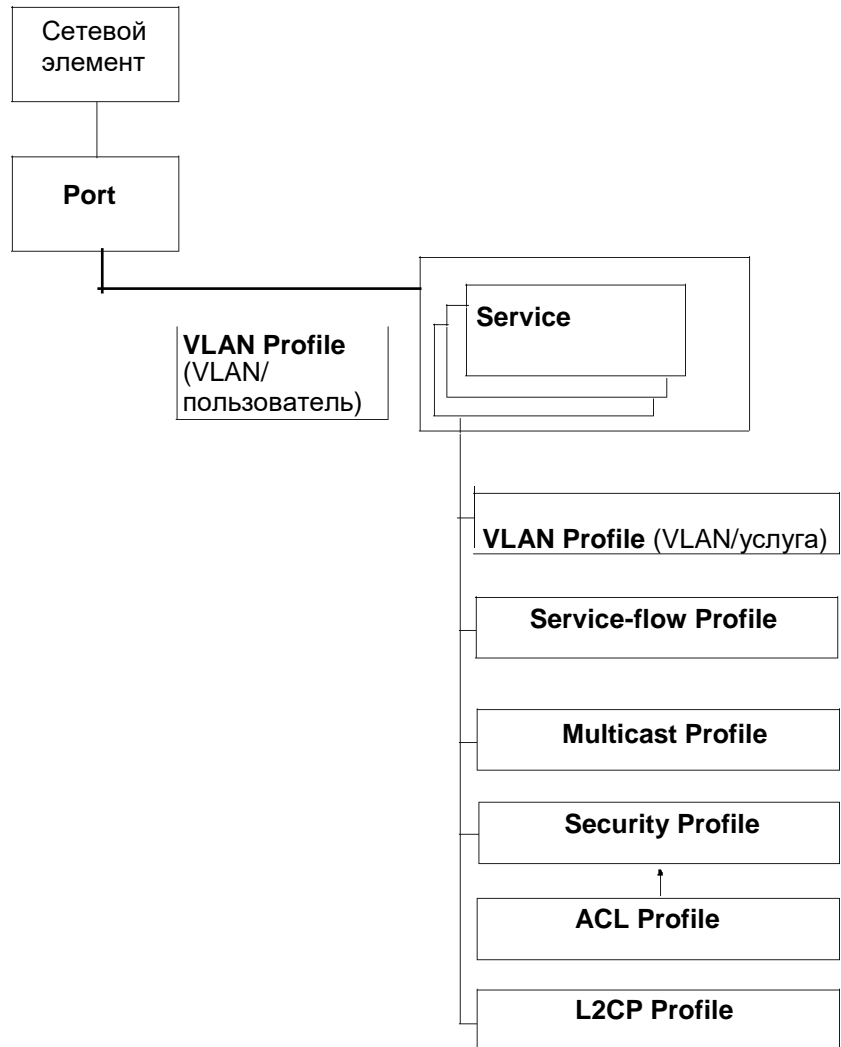 Сетевой
элемент
Port
Service
VLAN Profile
(VLAN/
пользователь)
VLAN Profile (VLAN/услуга)
Service-flow Profile
Multicast Profile
Security Profile
ACL Profile
L2CP Profile